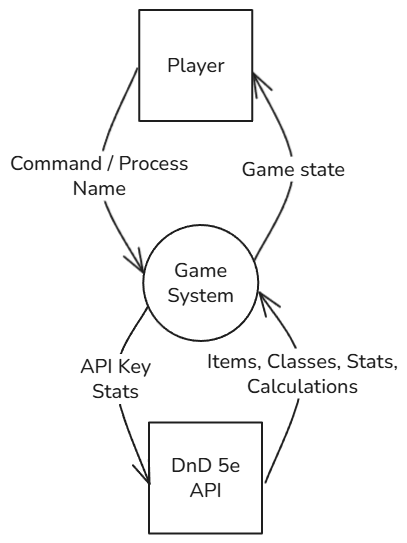 Player
Command / Process
Name
Game state
Game
System
API Key
Stats
Items, Classes, Stats,
Calculations
DnD 5e
API